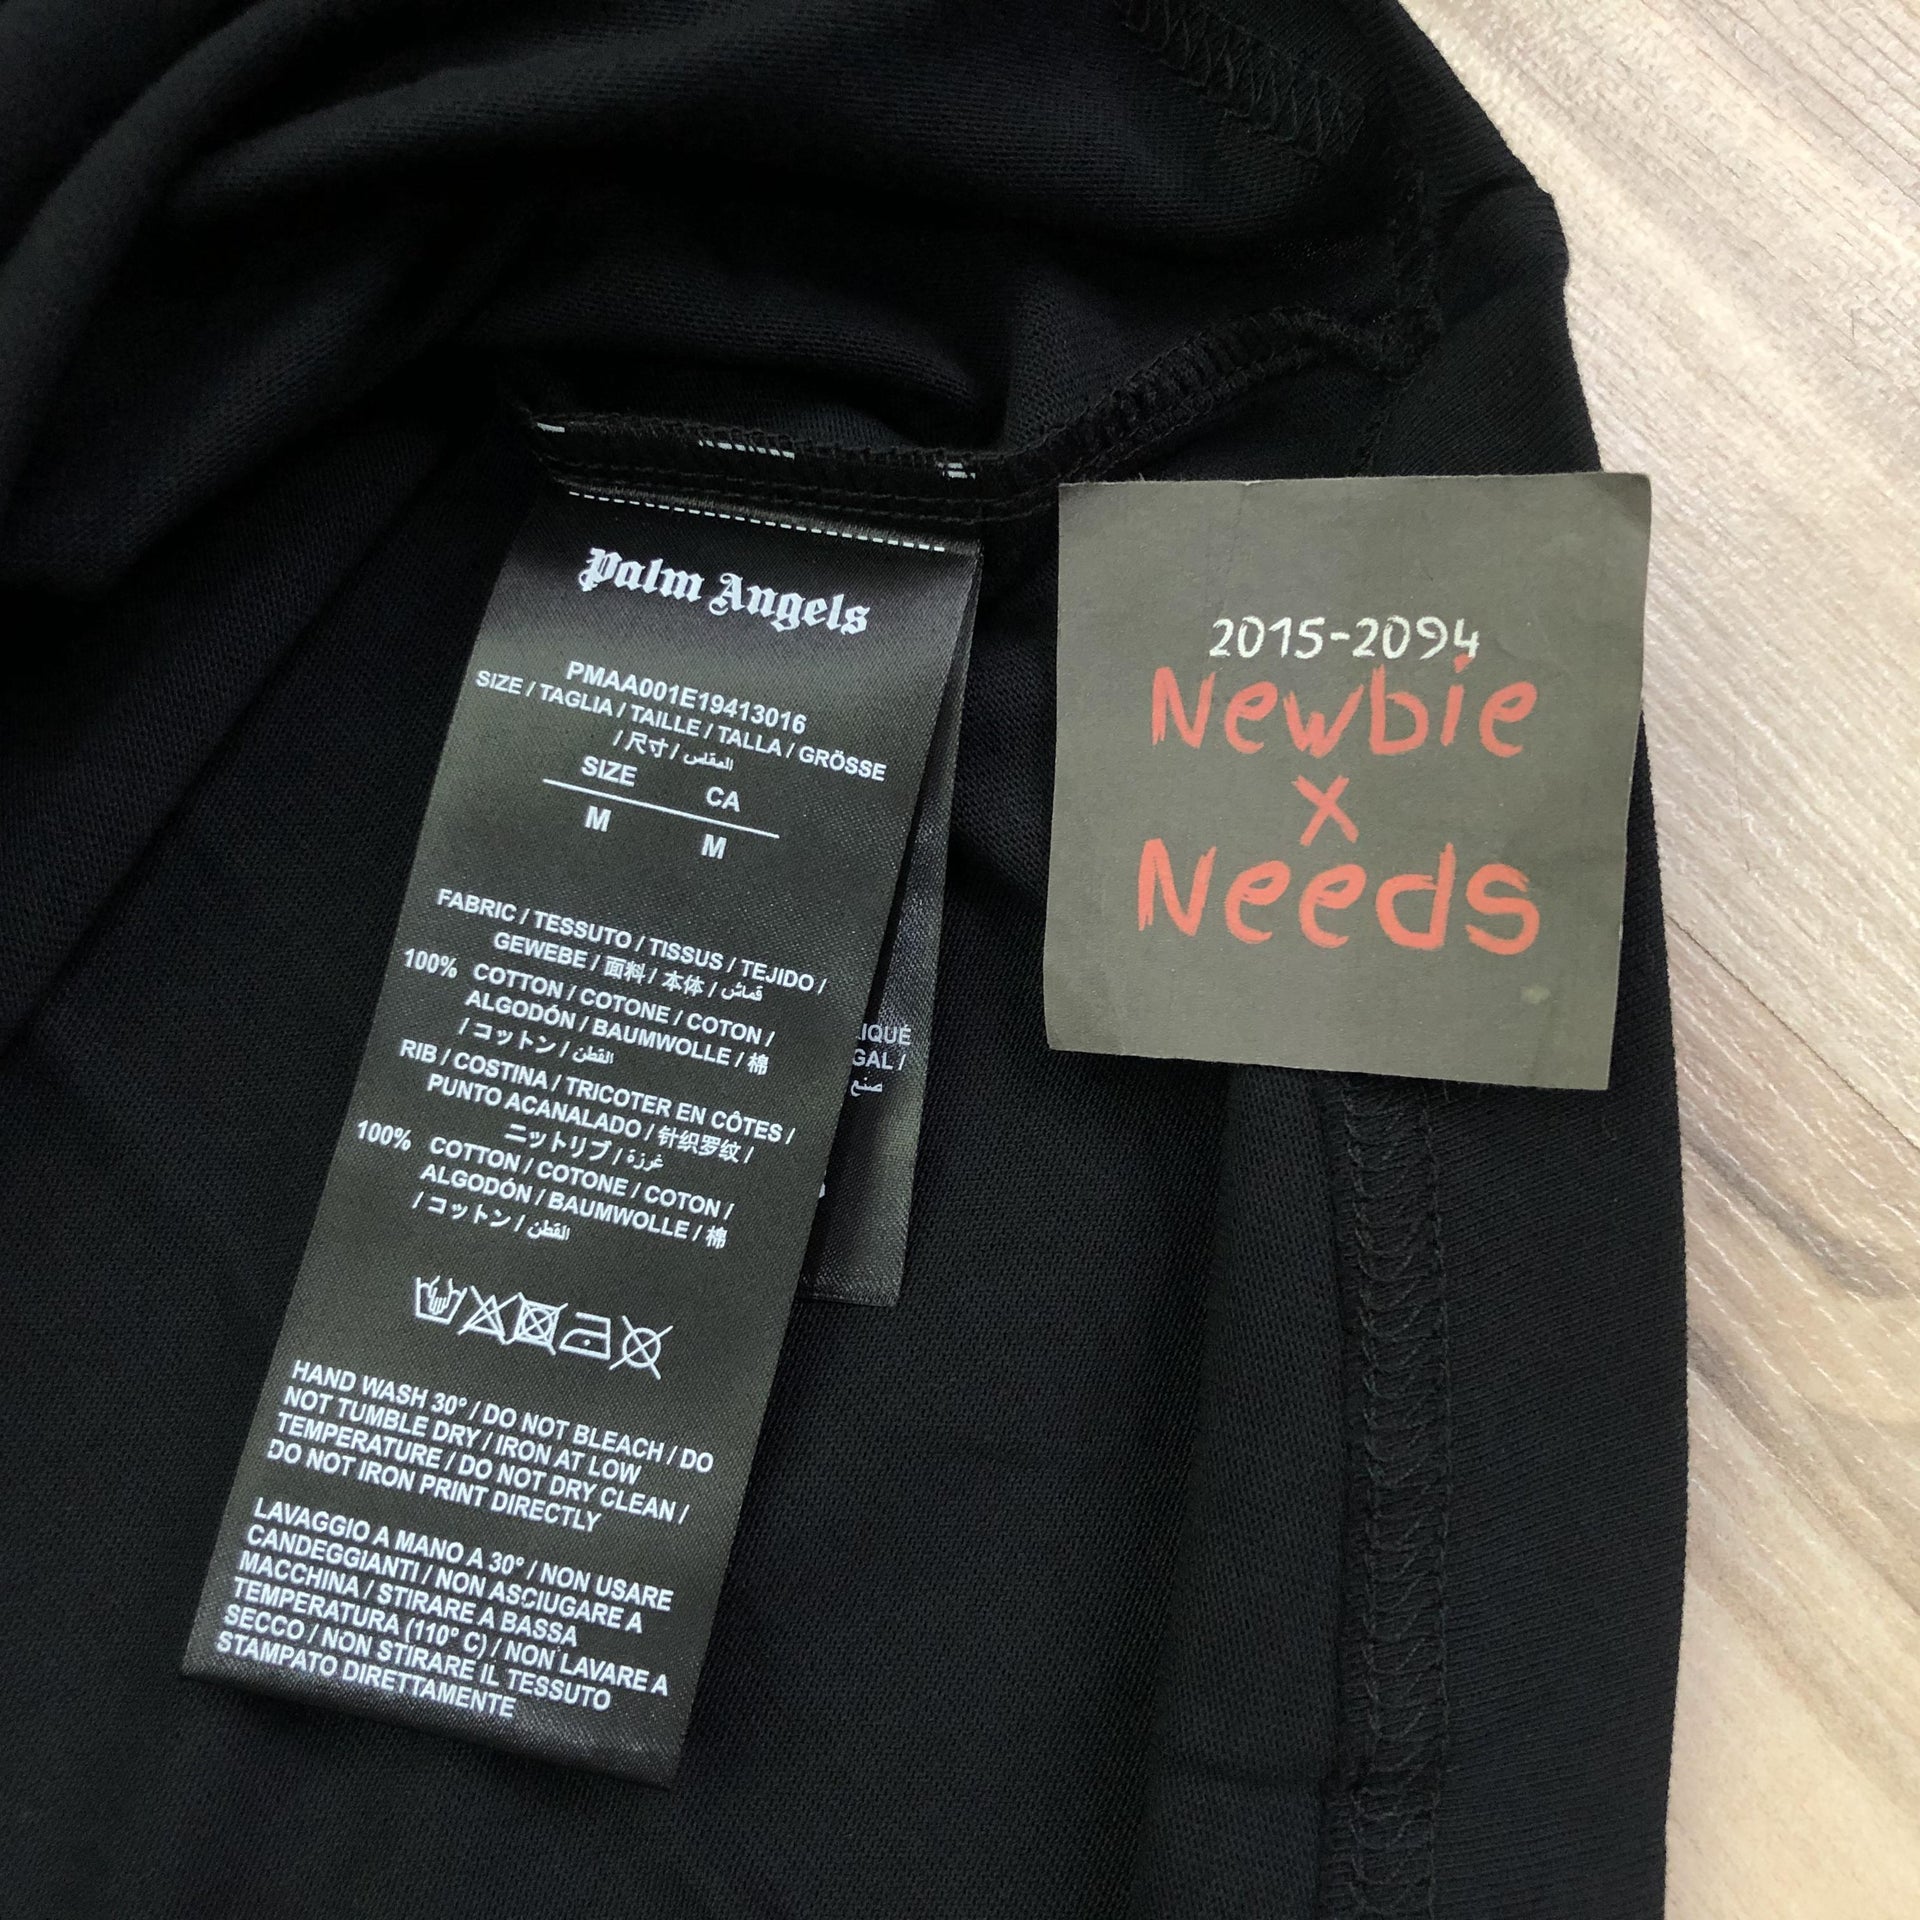 Palm Angels
PMAA001E19413016
SIZE / TAGLIA / TAILLE / TALLA / GRÖSSE
/ 尺寸 / المقاس
SIZE CA
M M
FABRIC / TESSUTO / TISSUS / TEJIDO /
GEWEBE / 面料 / 本体 / قماش
100% COTTON / COTONE / COTON /
ALGODÓN / BAUMWOLLE / 棉
/ コットン / القطن
RIB / COSTINA / TRICOTER EN CÔTES /
PUNTO ACANALADO / 针织罗纹 /
ニットリブ / غرزة
100% COTTON / COTONE / COTON /
ALGODÓN / BAUMWOLLE / 棉
/ コットン / القطن
HAND WASH 30° / DO NOT BLEACH / DO
NOT TUMBLE DRY / IRON AT LOW
TEMPERATURE / DO NOT DRY CLEAN /
DO NOT IRON PRINT DIRECTLY
LAVAGGIO A MANO A 30° / NON USARE
CANDEGGIANTI / NON ASCIUGARE A
MACCHINA / STIRARE A BASSA
TEMPERATURA (110° C) / NON LAVARE A
SECCO / NON STIRARE IL TESSUTO
STAMPATO DIRETTAMENTE
IQUÉ
GAL /
صنع
2015-2094
Newbie
x
Needs